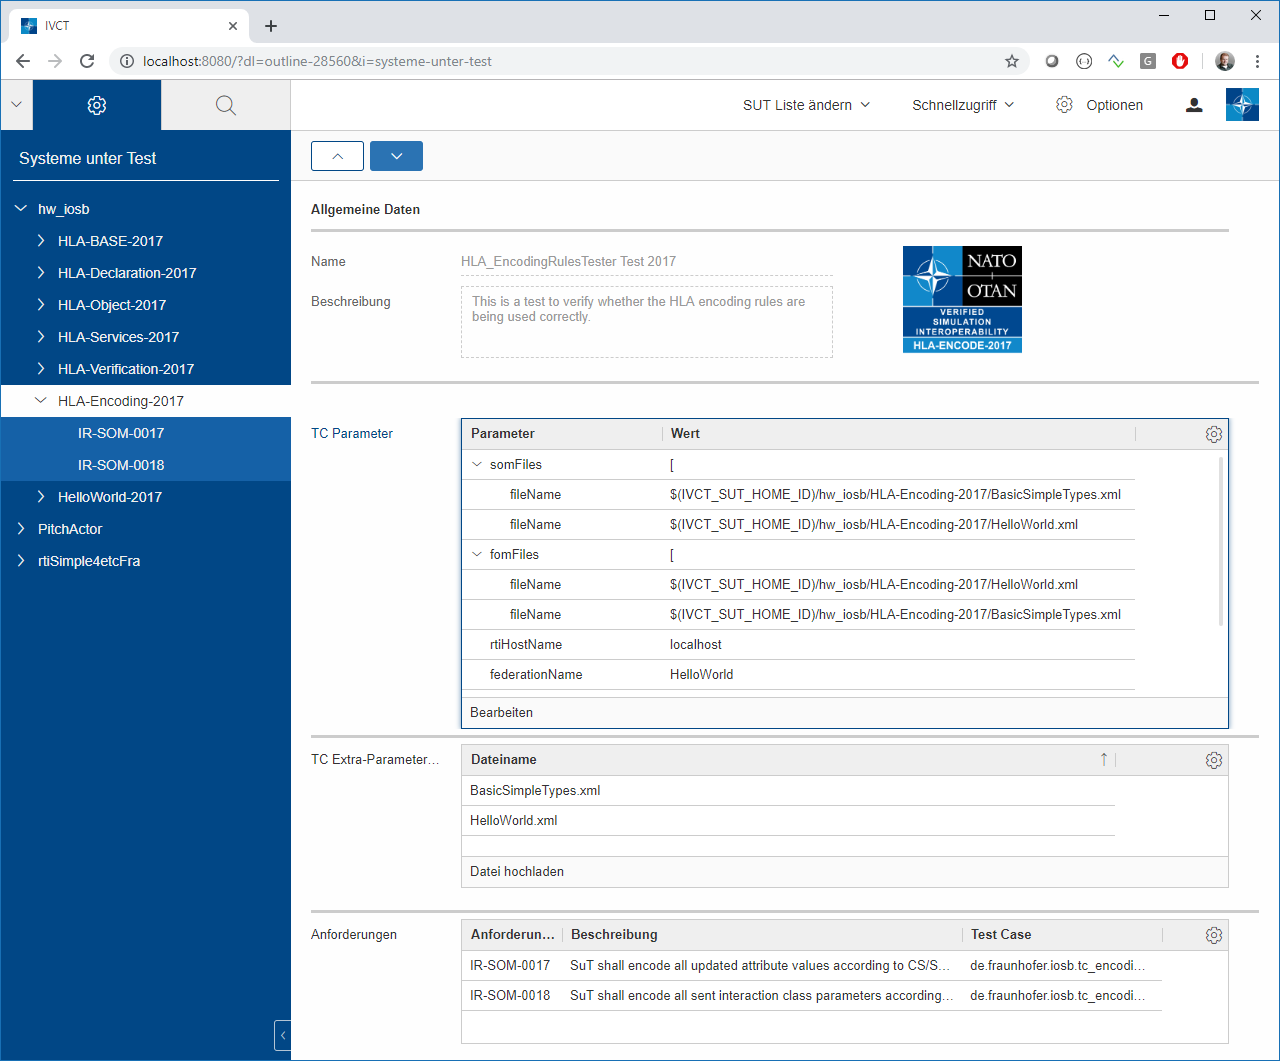 IVCT
localhost:8080/?dl=outline-28560&i=systeme-unter-test
G
SUT Liste ändern
Schnellzugriff
Optionen
Systeme unter Test
hw_iosb
HLA-BASE-2017
HLA-Declaration-2017
HLA-Object-2017
HLA-Services-2017
HLA-Verification-2017
HLA-Encoding-2017
IR-SOM-0017
IR-SOM-0018
HelloWorld-2017
PitchActor
rtiSimple4etcFra
Allgemeine Daten
Name
HLA_EncodingRulesTester Test 2017
Beschreibung
This is a test to verify whether the HLA encoding rules are
being used correctly.
NATO
OTAN
VERIFIED
SIMULATION
INTEROPERABILITY
HLA-ENCODE-2017
TC Parameter
Parameter Wert
somFiles [
fileName $(IVCT_SUT_HOME_ID)/hw_iosb/HLA-Encoding-2017/BasicSimpleTypes.xml
fileName $(IVCT_SUT_HOME_ID)/hw_iosb/HLA-Encoding-2017/HelloWorld.xml
fomFiles [
fileName $(IVCT_SUT_HOME_ID)/hw_iosb/HLA-Encoding-2017/HelloWorld.xml
fileName $(IVCT_SUT_HOME_ID)/hw_iosb/HLA-Encoding-2017/BasicSimpleTypes.xml
rtiHostName localhost
federationName HelloWorld
Bearbeiten
TC Extra-Parameter...
Dateiname
BasicSimpleTypes.xml
HelloWorld.xml
Datei hochladen
Anforderungen
Anforderun... Beschreibung Test Case
IR-SOM-0017 SuT shall encode all updated attribute values according to CS/S... de.fraunhofer.iosb.tc_encodi...
IR-SOM-0018 SuT shall encode all sent interaction class parameters according... de.fraunhofer.iosb.tc_encodi...